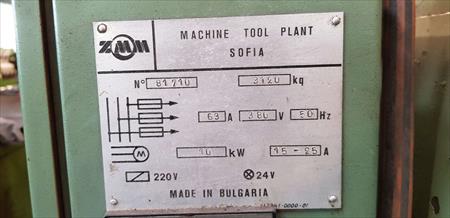 ZMM
MACHINE TOOL PLANT
SOFIA
Nº 81710 3120 kg
63 A 380 V 50 Hz
M 10 kW 15-25 A
220V 24V
MADE IN BULGARIA